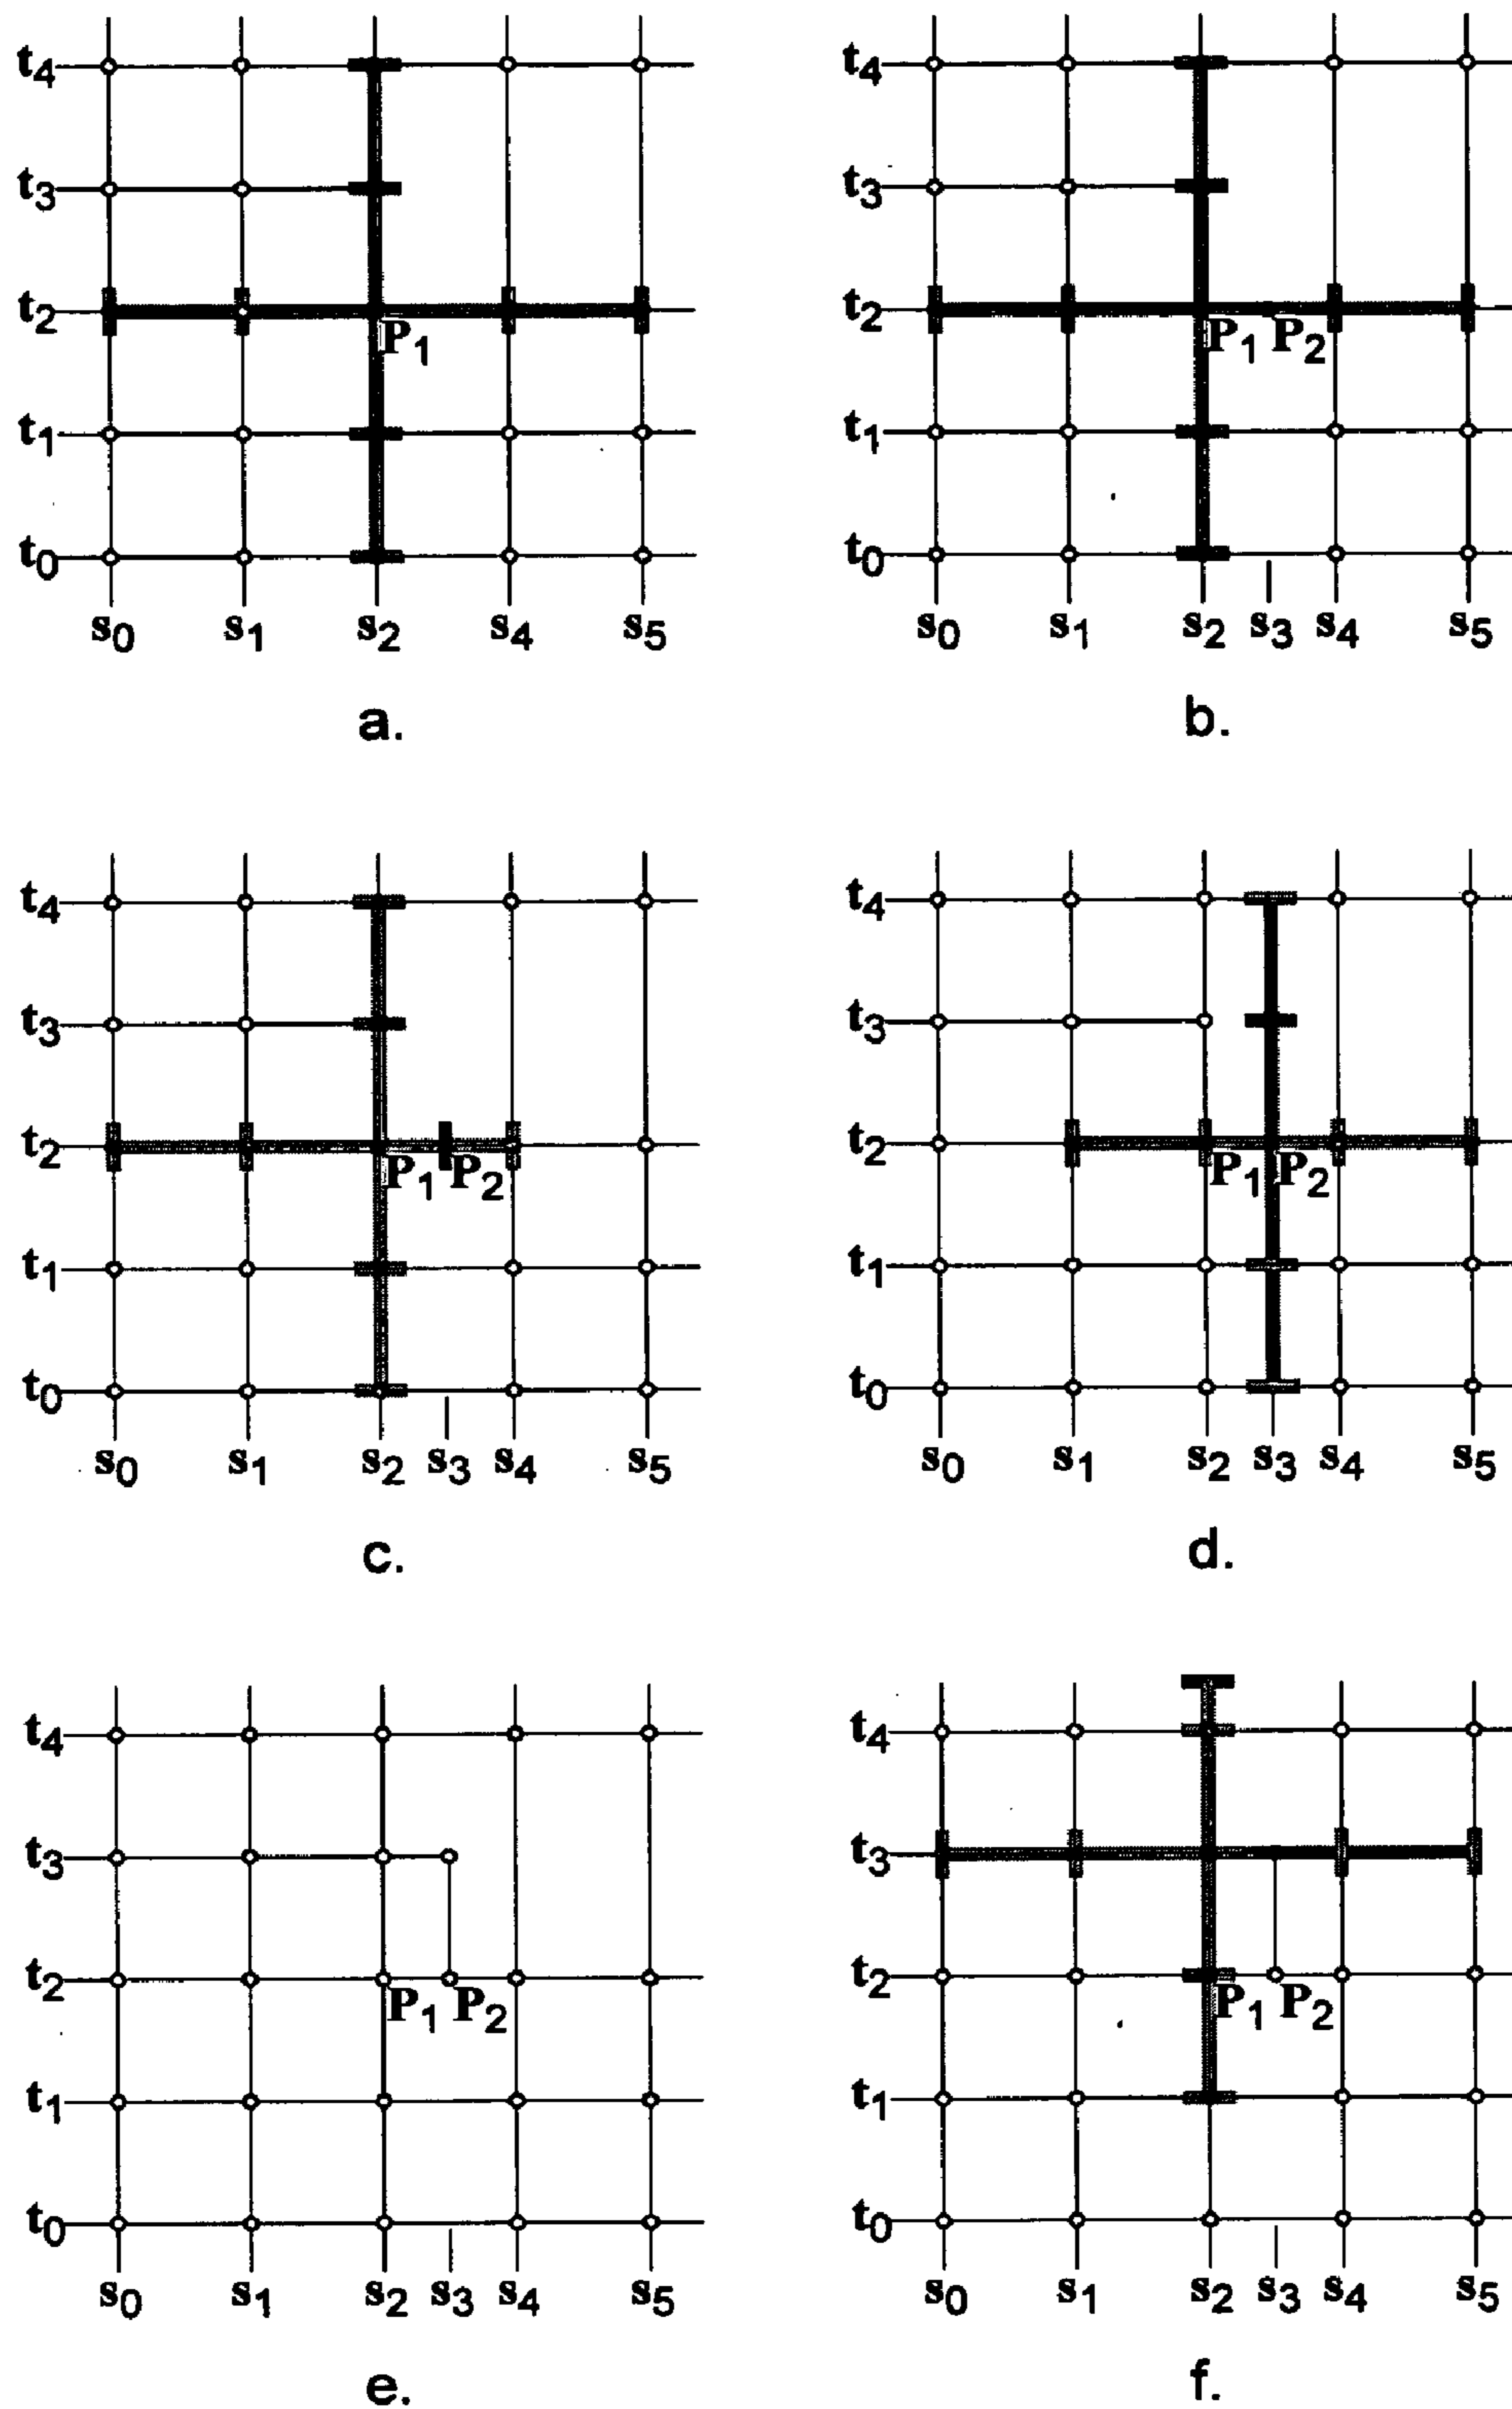 t4 t4
t3 t3
t2 t2
P1 P1 P2
t1 t1
t0 t0
s0 s1 s2 s4 s5 s0 s1 s2 s3 s4 s5
a. b.
t4 t4
t3 t3
t2 t2
P1 P2 P1 P2
t1 t1
t0 t0
s0 s1 s2 s3 s4 s5 s0 s1 s2 s3 s4 s5
c. d.
t4 t4
t3 t3
t2 t2
P1 P2 P1 P2
t1 t1
t0 t0
s0 s1 s2 s3 s4 s5 s0 s1 s2 s3 s4 s5
e. f.